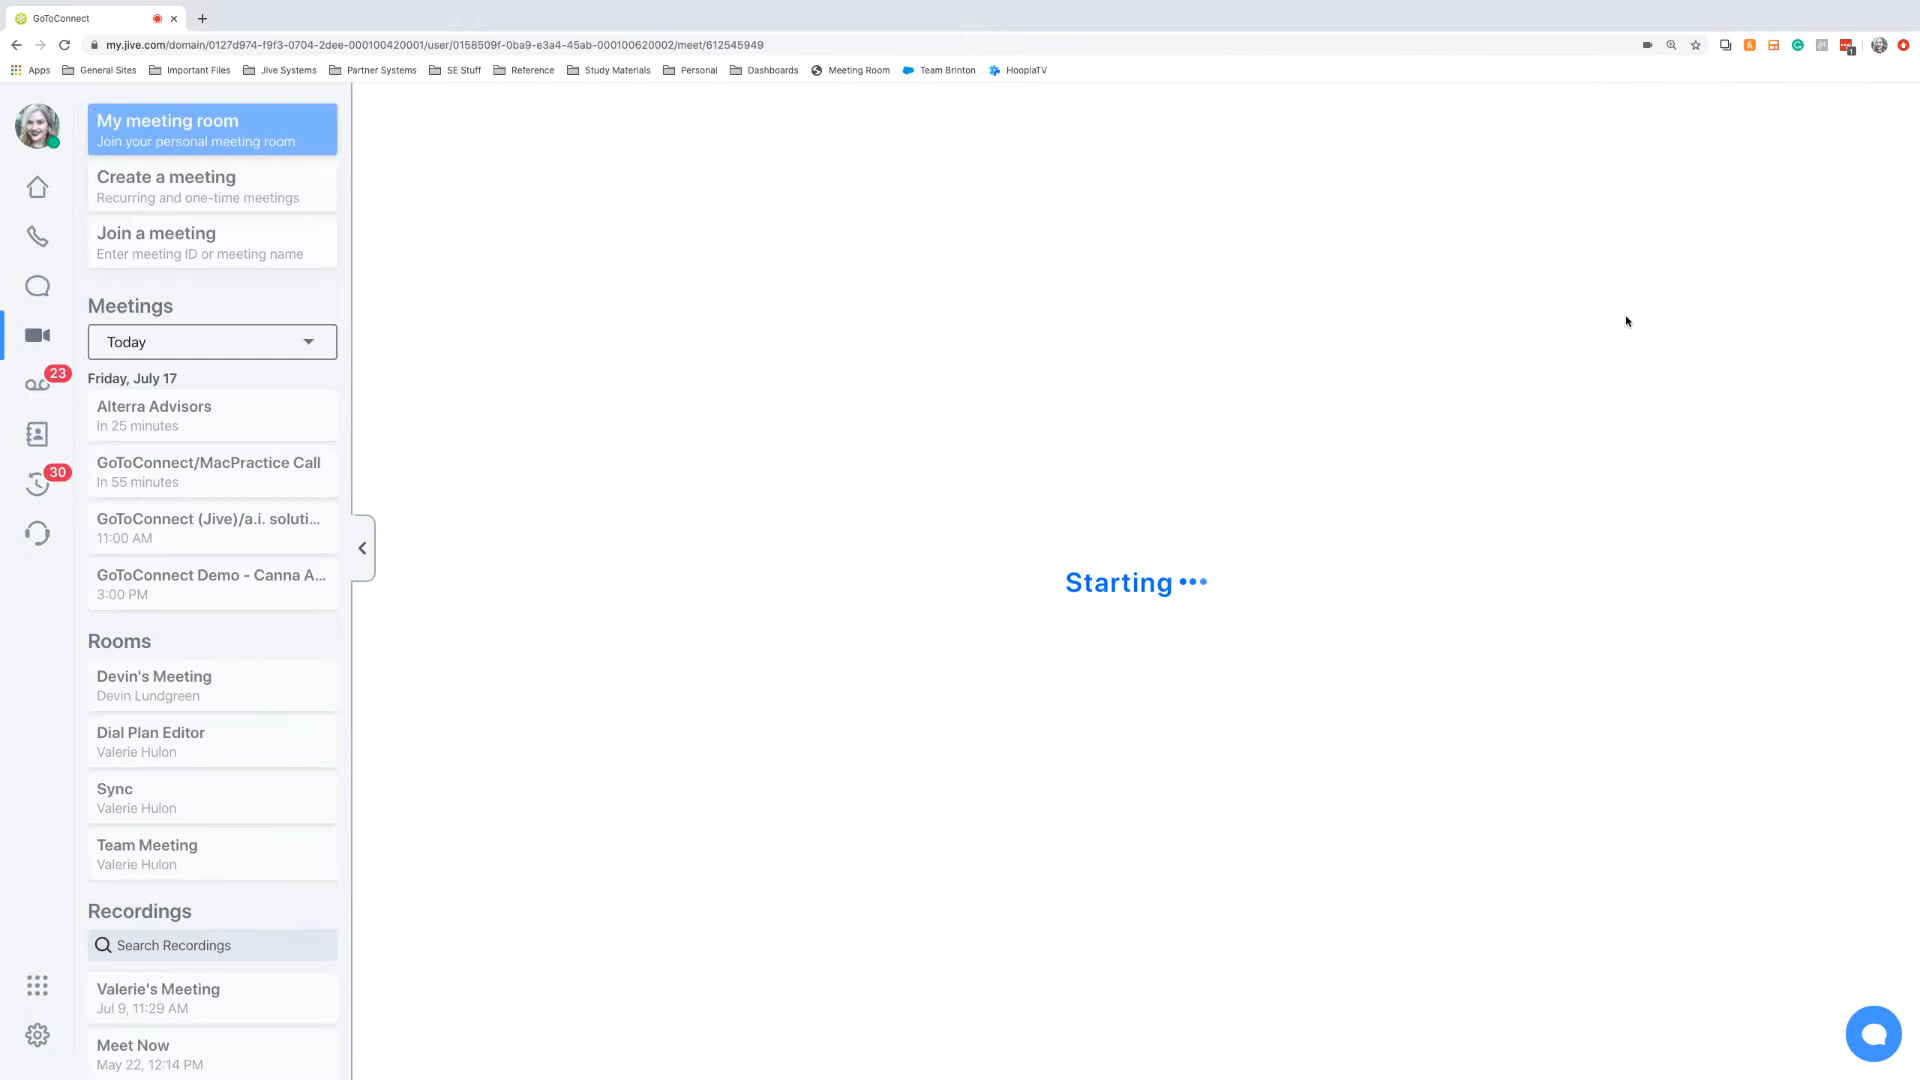 GoToConnect
my.jive.com/domain/0127d974-f9f3-0704-2dee-000100420001/user/0158509f-0ba9-e3a4-45ab-000100620002/meet/612545949
Apps General Sites Important Files Jive Systems Partner Systems SE Stuff Reference Study Materials Personal Dashboards Meeting Room Team Brinton HooplaTV
My meeting room
Join your personal meeting room
Create a meeting
Recurring and one-time meetings
Join a meeting
Enter meeting ID or meeting name
Meetings
Today
Friday, July 17
Alterra Advisors
In 25 minutes
GoToConnect/MacPractice Call
In 55 minutes
GoToConnect (Jive)/a.i. soluti...
11:00 AM
GoToConnect Demo - Canna A...
3:00 PM
Rooms
Devin's Meeting
Devin Lundgreen
Dial Plan Editor
Valerie Hulon
Sync
Valerie Hulon
Team Meeting
Valerie Hulon
Recordings
Search Recordings
Valerie's Meeting
Jul 9, 11:29 AM
Meet Now
May 22, 12:14 PM
23
30
Starting •••
1